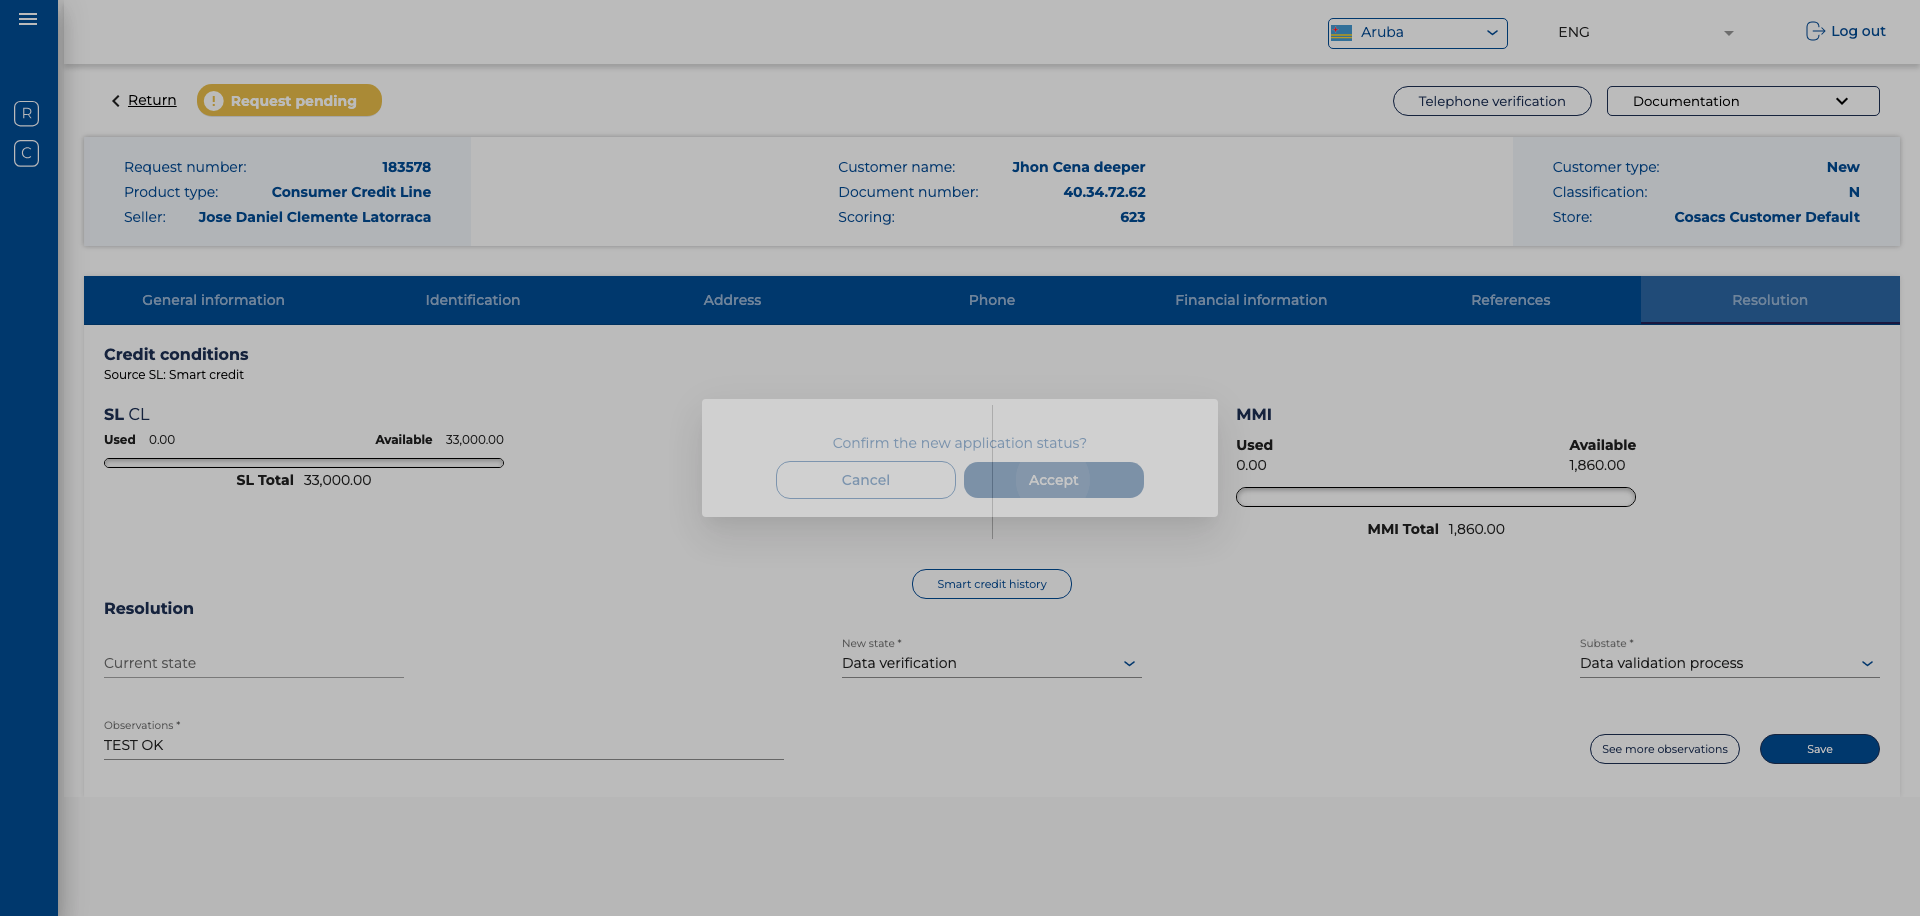 Aruba
ENG
Log out
Return
! Request pending
Telephone verification
Documentation
R
C
Request number: 183578
Product type: Consumer Credit Line
Seller: Jose Daniel Clemente Latorraca
Customer name: Jhon Cena deeper
Document number: 40.34.72.62
Scoring: 623
Customer type: New
Classification: N
Store: Cosacs Customer Default
General information
Identification
Address
Phone
Financial information
References
Resolution
Credit conditions
Source SL: Smart credit
SL CL
Used 0.00 Available 33,000.00
SL Total 33,000.00
Confirm the new application status?
Cancel
Accept
MMI
Used Available
0.00 1,860.00
MMI Total 1,860.00
Smart credit history
Resolution
Current state
New state *
Data verification
Substate *
Data validation process
Observations *
TEST OK
See more observations
Save